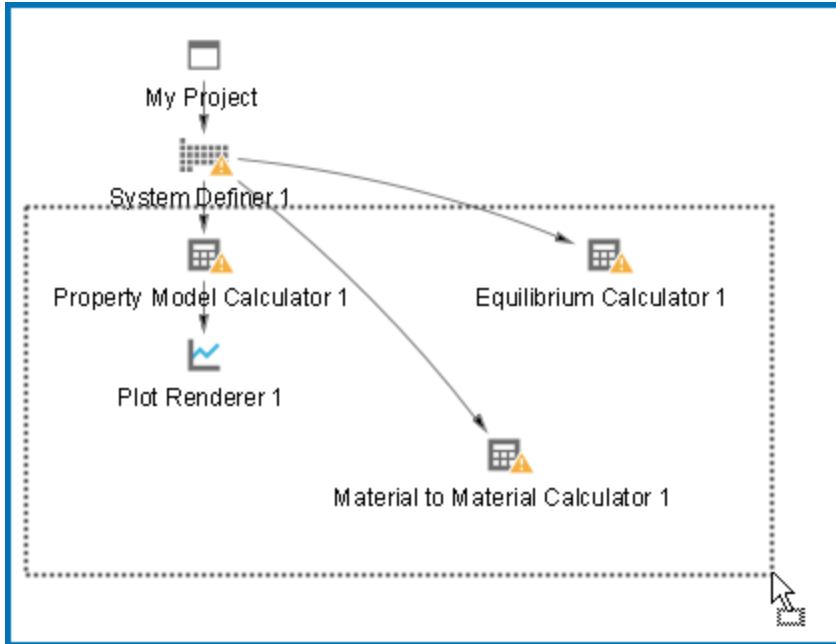 My Project
System Definer 1
Property Model Calculator 1
Equilibrium Calculator 1
Plot Renderer 1
Material to Material Calculator 1